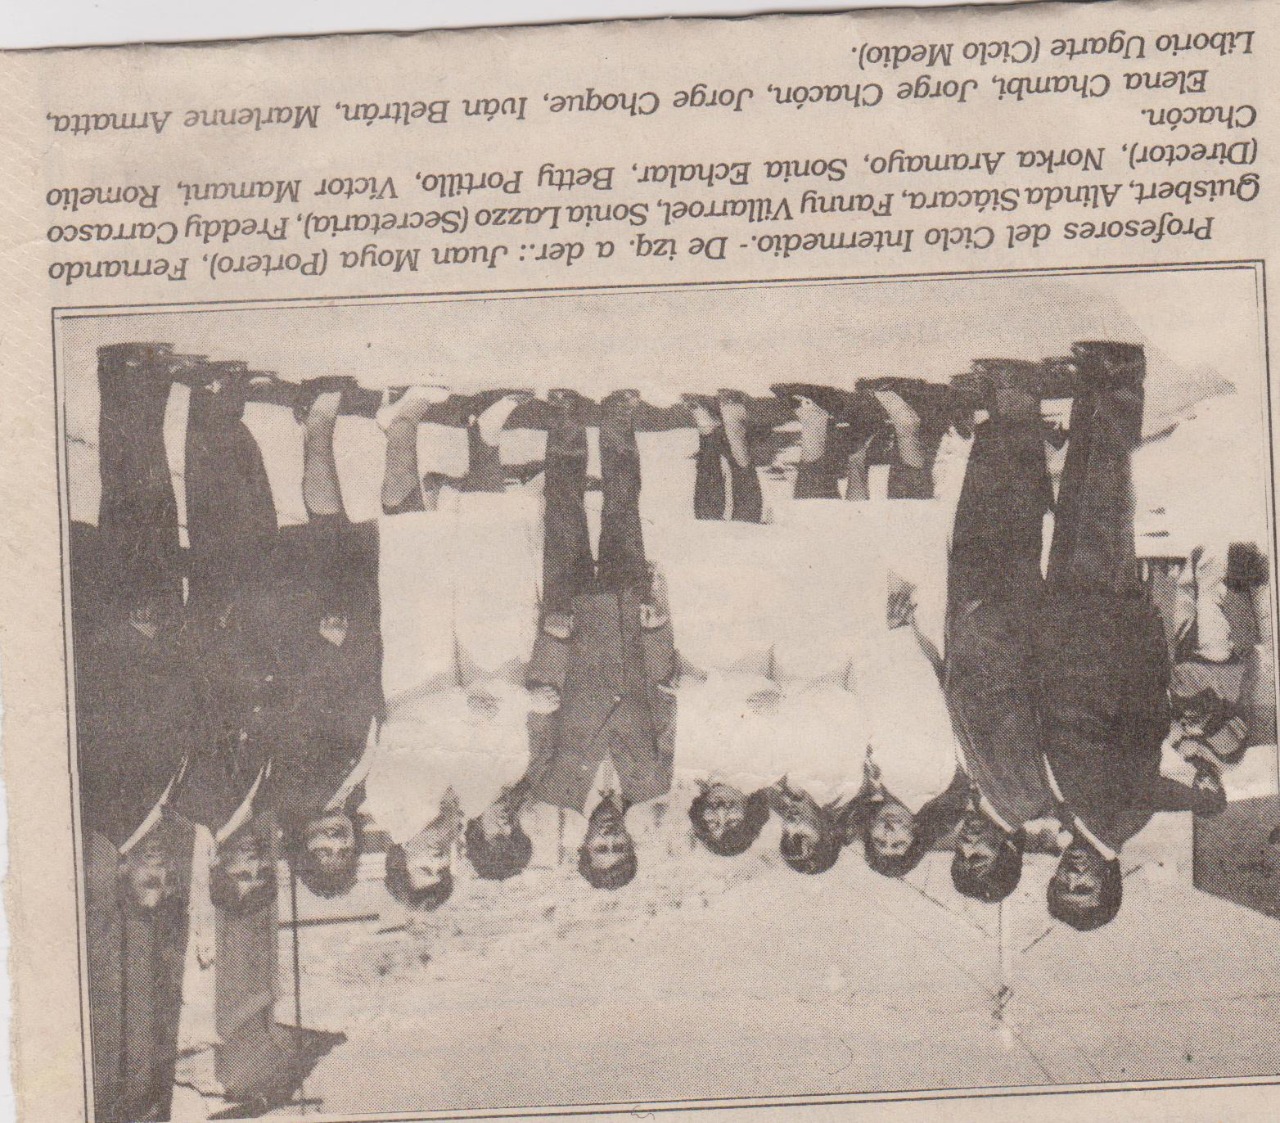 Profesores del Ciclo Intermedio.- De izq. a der.: Juan Moya (Portero), Fernando
Quisbert, Alinda Siácara, Fanny Villarroel, Sonia Lazzo (Secretaria), Freddy Carrasco
(Director), Norka Aramayo, Sonia Echalar, Betty Portillo, Víctor Mamani, Romelio
Chacón.
Elena Chambi, Jorge Chacón, Jorge Choque, Iván Beltrán, Marlenne Armatta,
Liborio Ugarte (Ciclo Medio).